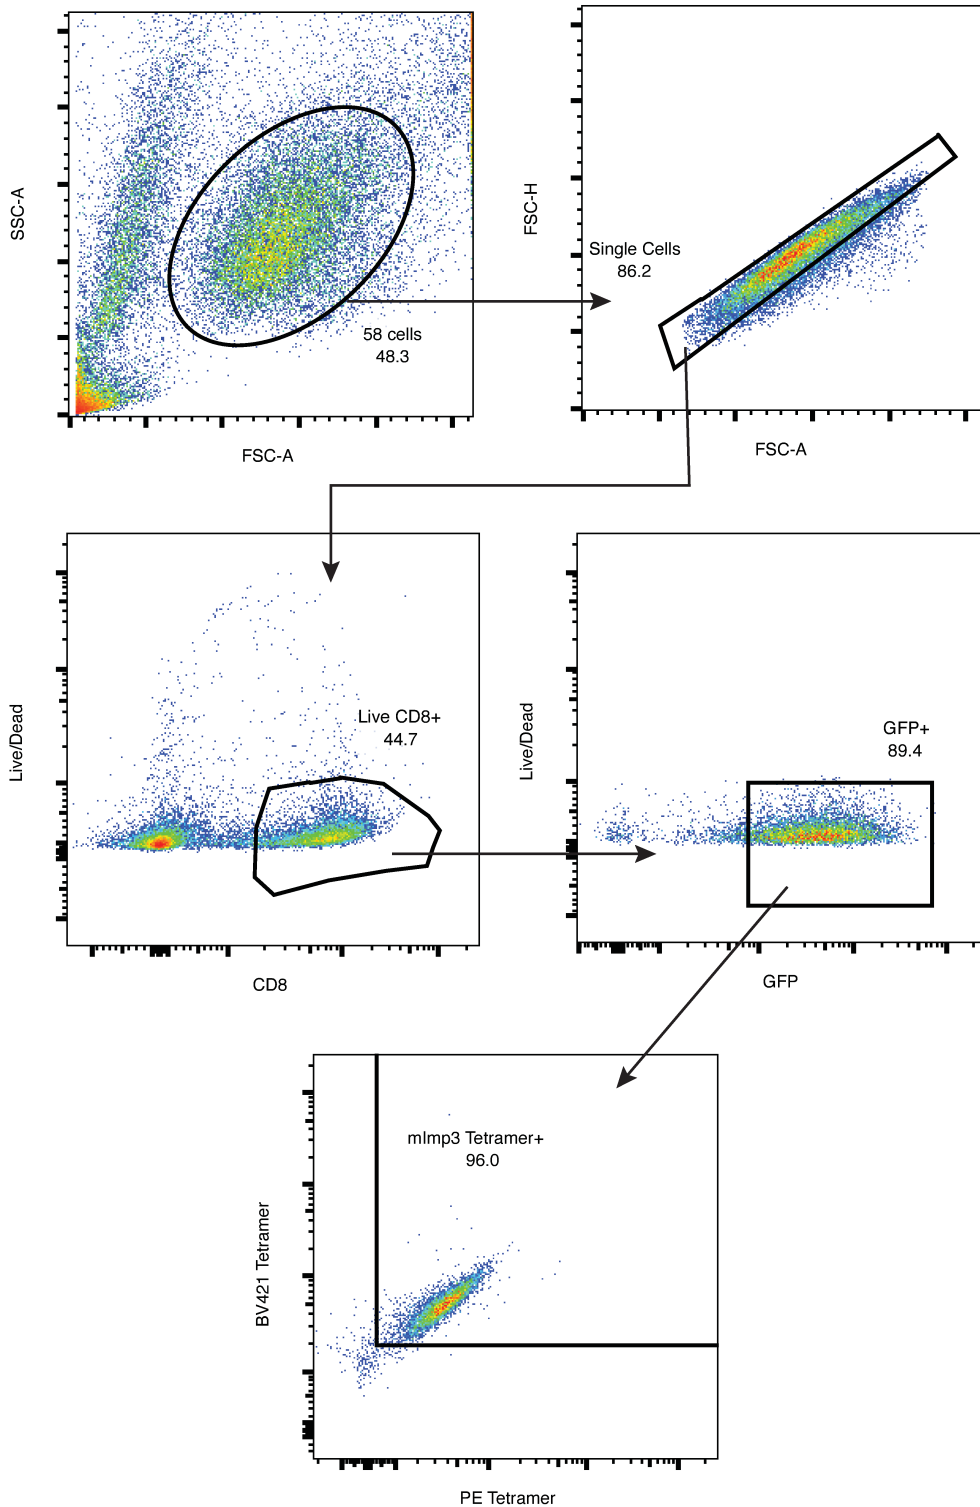 SSC-A
58 cells
48.3
FSC-A
FSC-H
Single Cells
86.2
FSC-A
Live/Dead
Live CD8+
44.7
CD8
Live/Dead
GFP+
89.4
GFP
BV421 Tetramer
mImp3 Tetramer+
96.0
PE Tetramer